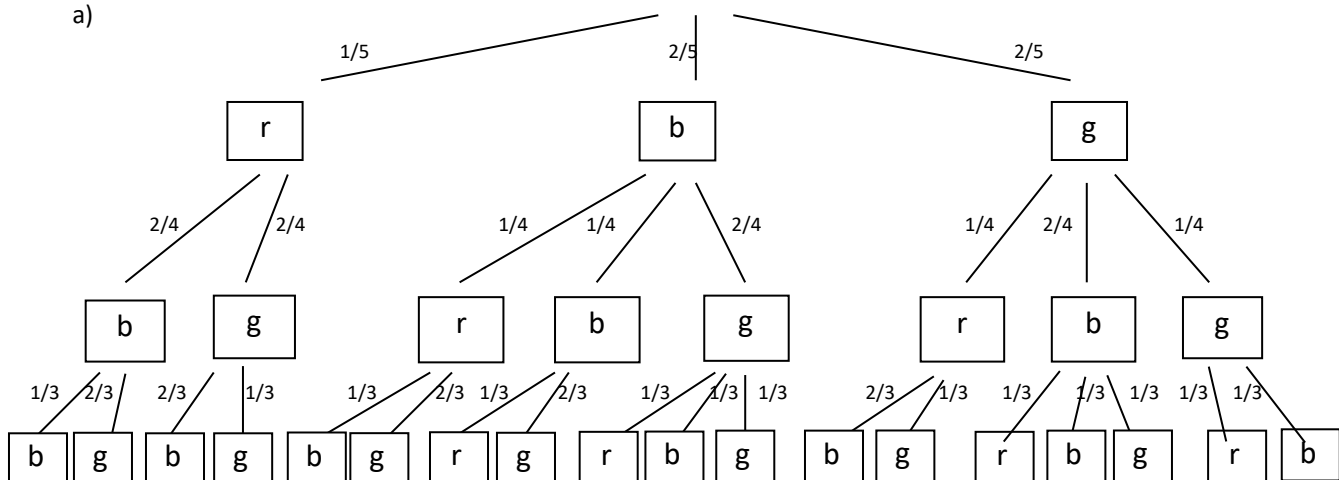 a)
1/5 2/5 2/5
r b g
2/4 2/4 1/4 1/4 2/4 1/4 2/4 1/4
b g r b g r b g
1/3 2/3 2/3 1/3 1/3 2/3 1/3 2/3 1/3 1/3 1/3 2/3 1/3 1/3 1/3 1/3 1/3
b g b g b g r g r b g b g r b g r b